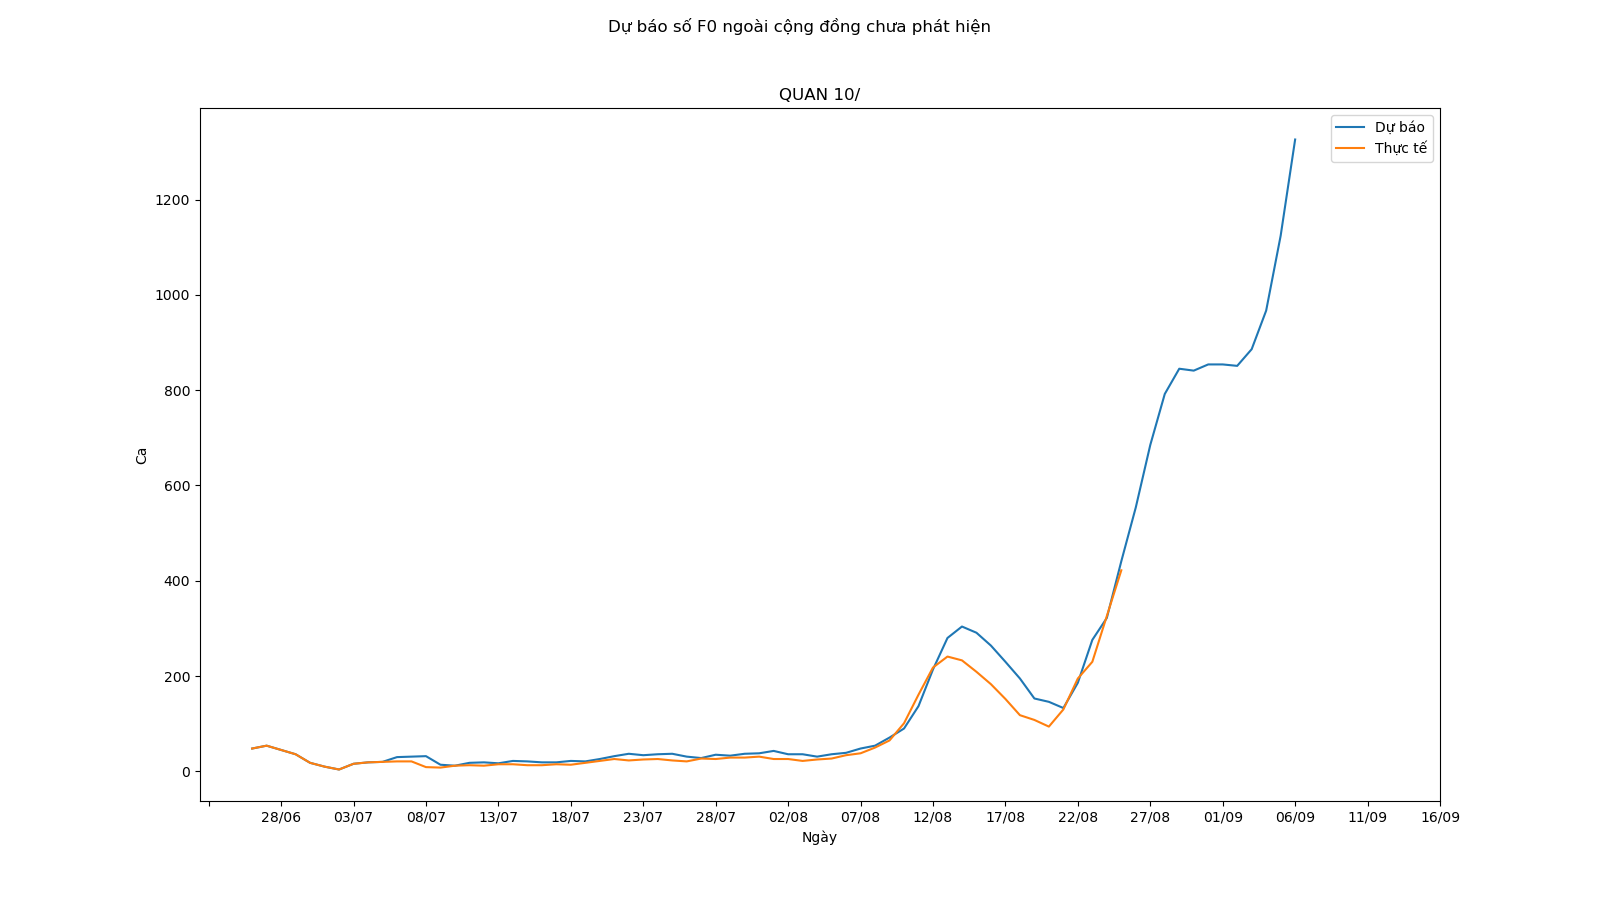 Dự báo số F0 ngoài cộng đồng chưa phát hiện
QUAN 10/
Dự báo
Thực tế
1200
1000
800
600
400
200
0
Ca
28/06 03/07 08/07 13/07 18/07 23/07 28/07 02/08 07/08 12/08 17/08 22/08 27/08 01/09 06/09 11/09 16/09
Ngày